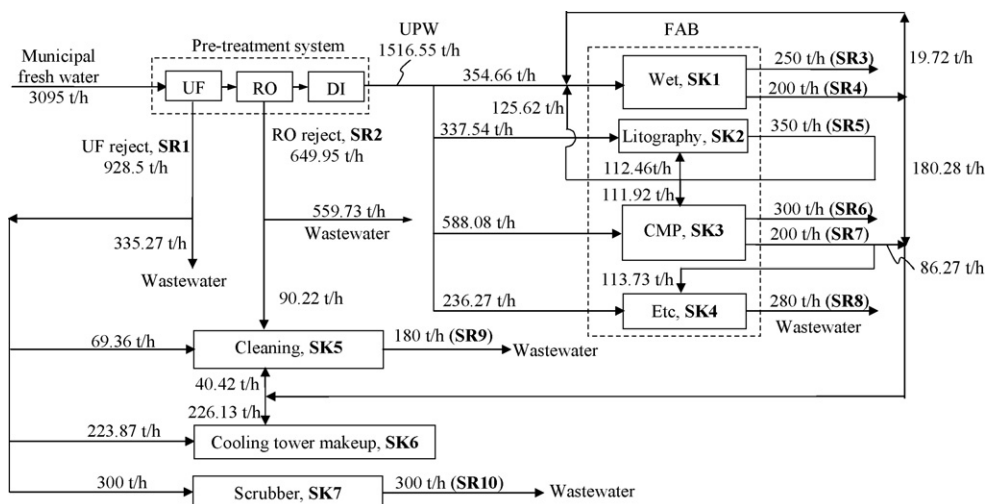 UPW
1516.55 t/h
FAB
Municipal
fresh water
3095 t/h
Pre-treatment system
UF
RO
DI
354.66 t/h
Wet, SK1
250 t/h (SR3)
200 t/h (SR4)
19.72 t/h
125.62 t/h
UF reject, SR1
928.5 t/h
RO reject, SR2
649.95 t/h
337.54 t/h
Litography, SK2
350 t/h (SR5)
112.46t/h
111.92 t/h
180.28 t/h
559.73 t/h
Wastewater
588.08 t/h
CMP, SK3
300 t/h (SR6)
200 t/h (SR7)
335.27 t/h
Wastewater
86.27 t/h
113.73 t/h
90.22 t/h
236.27 t/h
Etc, SK4
280 t/h (SR8)
Wastewater
69.36 t/h
Cleaning, SK5
180 t/h (SR9)
Wastewater
40.42 t/h
226.13 t/h
223.87 t/h
Cooling tower makeup, SK6
300 t/h
Scrubber, SK7
300 t/h (SR10)
Wastewater